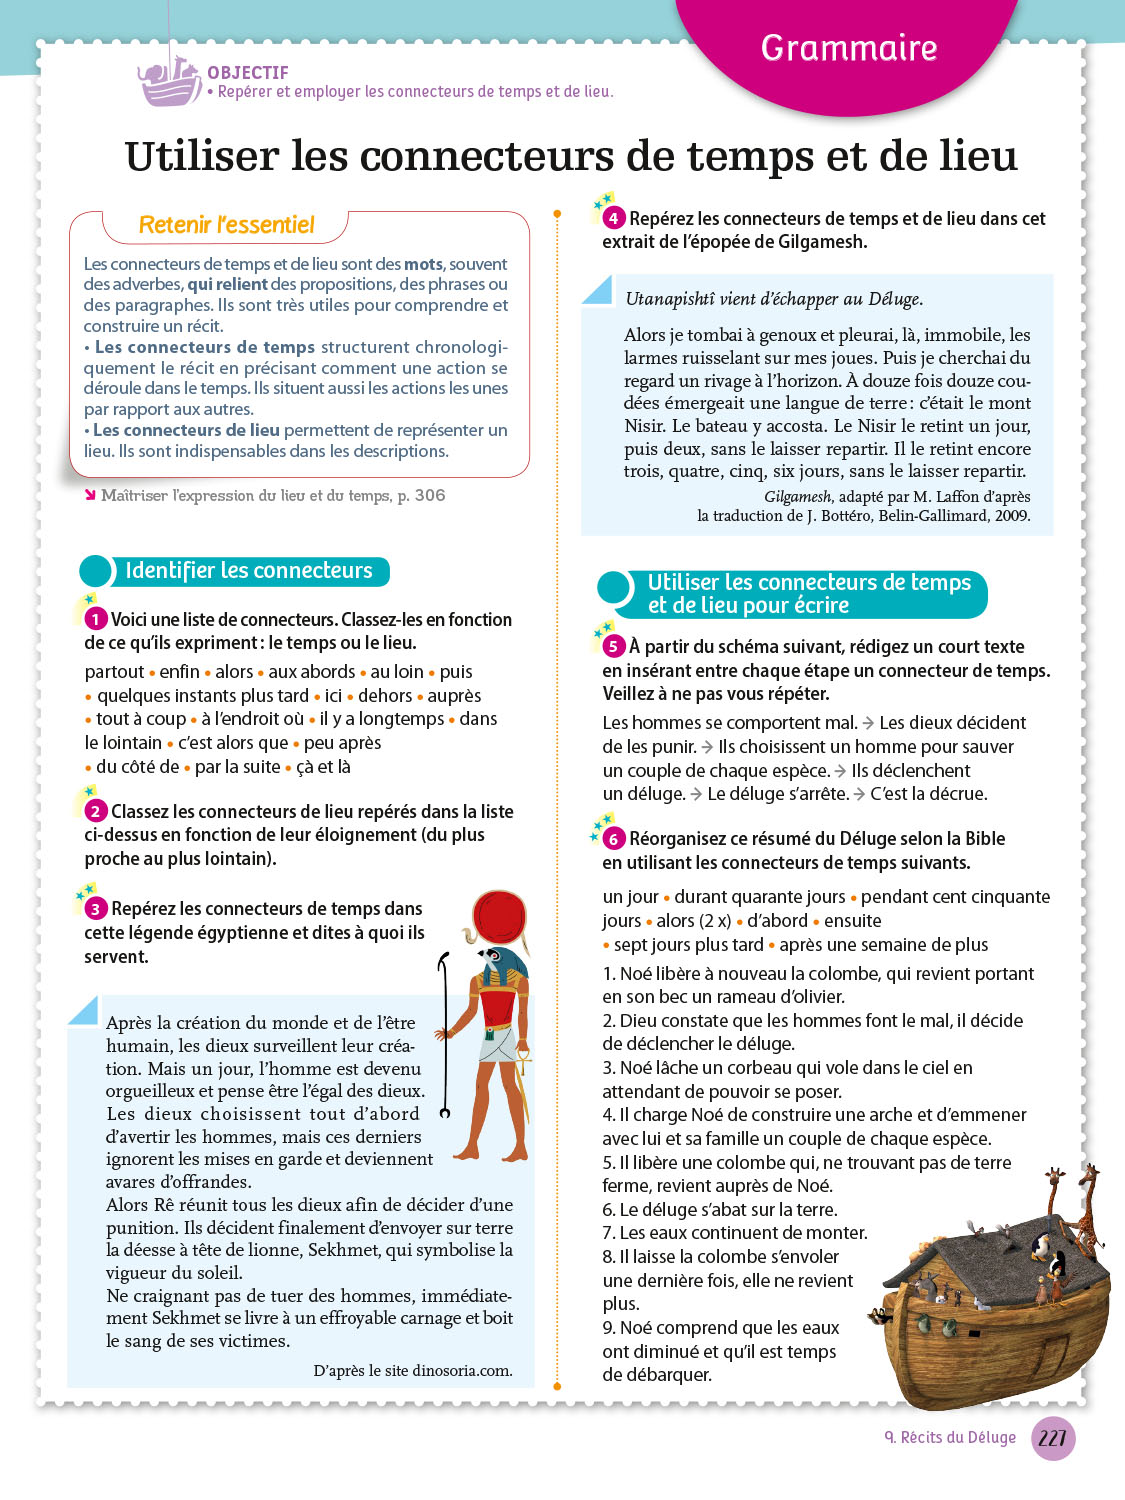 Grammaire
OBJECTIF
• Repérer et employer les connecteurs de temps et de lieu.
Utiliser les connecteurs de temps et de lieu
Retenir l'essentiel
Les connecteurs de temps et de lieu sont des mots, souvent
des adverbes, qui relient des propositions, des phrases ou
des paragraphes. Ils sont très utiles pour comprendre et
construire un récit.
• Les connecteurs de temps structurent chronologi-
quement le récit en précisant comment une action se
déroule dans le temps. Ils situent aussi les actions les unes
par rapport aux autres.
• Les connecteurs de lieu permettent de représenter un
lieu. Ils sont indispensables dans les descriptions.
➘ Maîtriser l'expression du lieu et du temps, p. 306
Identifier les connecteurs
1 Voici une liste de connecteurs. Classez-les en fonction
de ce qu'ils expriment : le temps ou le lieu.
partout • enfin • alors • aux abords • au loin • puis
• quelques instants plus tard • ici • dehors • auprès
• tout à coup • à l'endroit où • il y a longtemps • dans
le lointain • c'est alors que • peu après
• du côté de • par la suite • çà et là
2 Classez les connecteurs de lieu repérés dans la liste
ci-dessus en fonction de leur éloignement (du plus
proche au plus lointain).
3 Repérez les connecteurs de temps dans
cette légende égyptienne et dites à quoi ils
servent.
Après la création du monde et de l'être
humain, les dieux surveillent leur créa-
tion. Mais un jour, l'homme est devenu
orgueilleux et pense être l'égal des dieux.
Les dieux choisissent tout d'abord
d'avertir les hommes, mais ces derniers
ignorent les mises en garde et deviennent
avares d'offrandes.
Alors Rê réunit tous les dieux afin de décider d'une
punition. Ils décident finalement d'envoyer sur terre
la déesse à tête de lionne, Sekhmet, qui symbolise la
vigueur du soleil.
Ne craignant pas de tuer des hommes, immédiate-
ment Sekhmet se livre à un effroyable carnage et boit
le sang de ses victimes.
D'après le site dinosoria.com.
4 Repérez les connecteurs de temps et de lieu dans cet
extrait de l'épopée de Gilgamesh.
Utanapishtî vient d'échapper au Déluge.
Alors je tombai à genoux et pleurai, là, immobile, les
larmes ruisselant sur mes joues. Puis je cherchai du
regard un rivage à l'horizon. À douze fois douze cou-
dées émergeait une langue de terre : c'était le mont
Nisir. Le bateau y accosta. Le Nisir le retint un jour,
puis deux, sans le laisser repartir. Il le retint encore
trois, quatre, cinq, six jours, sans le laisser repartir.
Gilgamesh, adapté par M. Laffon d'après
la traduction de J. Bottéro, Belin-Gallimard, 2009.
Utiliser les connecteurs de temps
et de lieu pour écrire
5 À partir du schéma suivant, rédigez un court texte
en insérant entre chaque étape un connecteur de temps.
Veillez à ne pas vous répéter.
Les hommes se comportent mal. → Les dieux décident
de les punir. → Ils choisissent un homme pour sauver
un couple de chaque espèce. → Ils déclenchent
un déluge. → Le déluge s'arrête. → C'est la décrue.
6 Réorganisez ce résumé du Déluge selon la Bible
en utilisant les connecteurs de temps suivants.
un jour • durant quarante jours • pendant cent cinquante
jours • alors (2 x) • d'abord • ensuite
• sept jours plus tard • après une semaine de plus
1. Noé libère à nouveau la colombe, qui revient portant
en son bec un rameau d'olivier.
2. Dieu constate que les hommes font le mal, il décide
de déclencher le déluge.
3. Noé lâche un corbeau qui vole dans le ciel en
attendant de pouvoir se poser.
4. Il charge Noé de construire une arche et d'emmener
avec lui et sa famille un couple de chaque espèce.
5. Il libère une colombe qui, ne trouvant pas de terre
ferme, revient auprès de Noé.
6. Le déluge s'abat sur la terre.
7. Les eaux continuent de monter.
8. Il laisse la colombe s'envoler
une dernière fois, elle ne revient
plus.
9. Noé comprend que les eaux
ont diminué et qu'il est temps
de débarquer.
9. Récits du Déluge 227